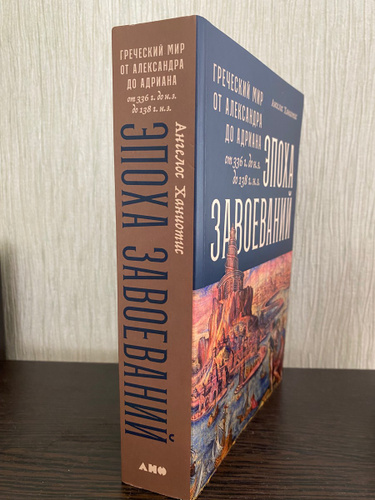 ГРЕЧЕСКИЙ МИР
ОТ АЛЕКСАНДРА
ДО АДРИАНА
от 336 г. до н.э.
до 138 г. н.э.
Ангелос Ханиотис
ЭПОХА ЗАВОЕВАНИЙ
АНФ
Ангелос Ханиотис
ГРЕЧЕСКИЙ МИР
ОТ АЛЕКСАНДРА
ДО АДРИАНА
от 336 г. до н.э.
до 138 г. н.э.
ЭПОХА
ЗАВОЕВАНИЙ